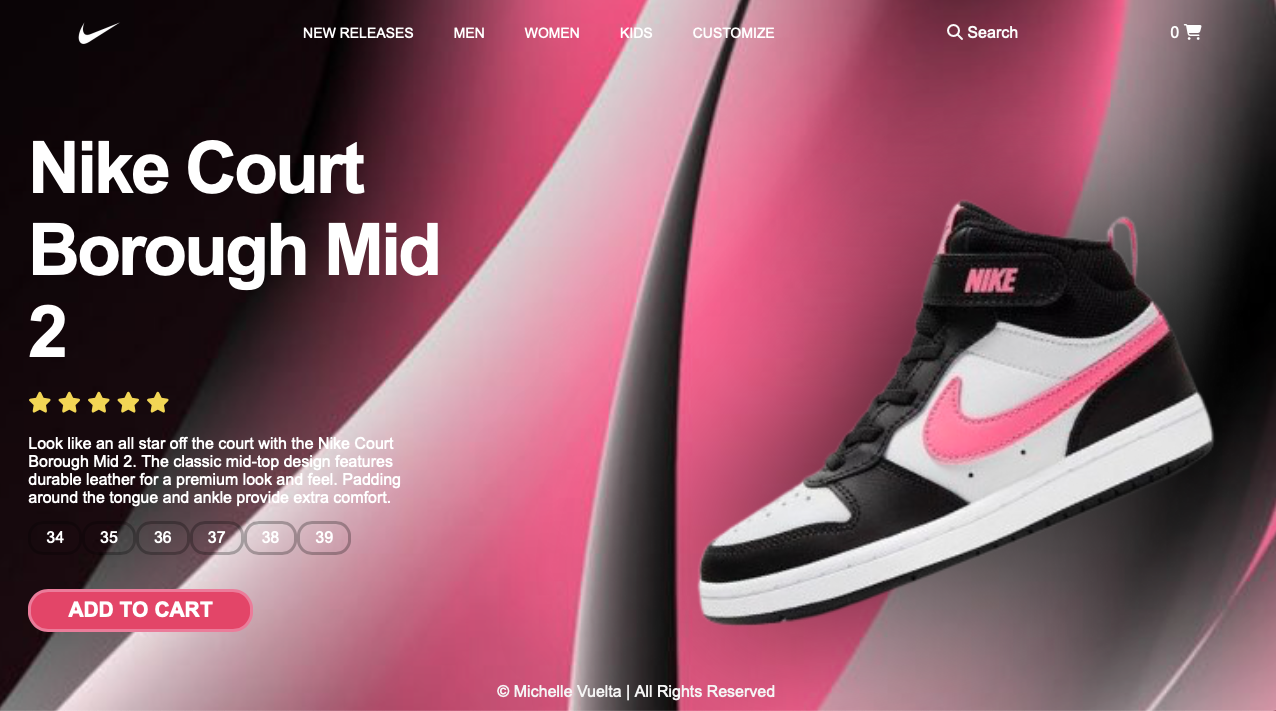 NEW RELEASES MEN WOMEN KIDS CUSTOMIZE Search 0
Nike Court
Borough Mid
2
NIKE
Look like an all star off the court with the Nike Court
Borough Mid 2. The classic mid-top design features
durable leather for a premium look and feel. Padding
around the tongue and ankle provide extra comfort.
34 35 36 37 38 39
ADD TO CART
© Michelle Vuelta | All Rights Reserved